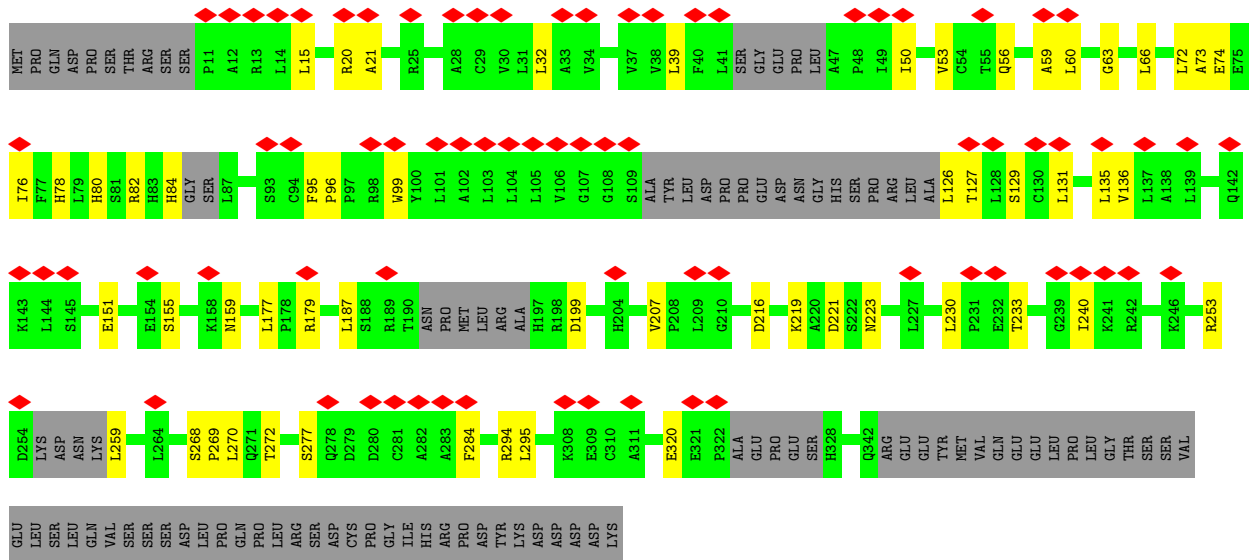 MET PRO GLN ASP PRO SER THR ARG SER SER P11 A12 R13 L14 L15 R20 A21 R25 A28 C29 V30 L31 L32 A33 V34 V37 V38 L39 F40 L41 SER GLY GLU PRO LEU A47 P48 I49 I50 V53 C54 T55 Q56 A59 L60 G63 L66 L72 A73 E74 E75
I76 F77 H78 L79 H80 S81 R82 H83 H84 GLY SER L87 S93 C94 F95 P96 P97 R98 W99 Y100 L101 A102 L103 L104 L105 V106 G107 G108 S109 ALA TYR LEU ASP PRO PRO GLU ASP ASN GLY HIS SER PRO ARG LEU ALA L126 T127 L128 S129 C130 L131 L135 V136 L137 A138 L139 Q142
K143 L144 S145 E151 E154 S155 K158 N159 L177 P178 R179 L187 S188 R189 T190 ASN PRO MET LEU ARG ALA H197 R198 D199 H204 V207 P208 L209 G210 D216 K219 A220 D221 S222 N223 L227 L230 P231 E232 T233 G239 I240 K241 R242 K246 R253
D254 LYS ASP ASN LYS L259 L264 S268 P269 L270 Q271 T272 S277 Q278 D279 D280 C281 A282 A283 F284 R294 L295 K308 E309 C310 A311 E320 E321 P322 ALA GLU PRO GLU SER H328 Q342 ARG GLU GLU TYR MET VAL GLN GLU GLU LEU PRO LEU GLY THR SER SER VAL
GLU LEU SER LEU GLN VAL SER SER SER ASP LEU PRO GLN PRO LEU ARG SER ASP CYS PRO GLY ILE HIS ARG PRO ASP TYR LYS ASP ASP ASP ASP LYS